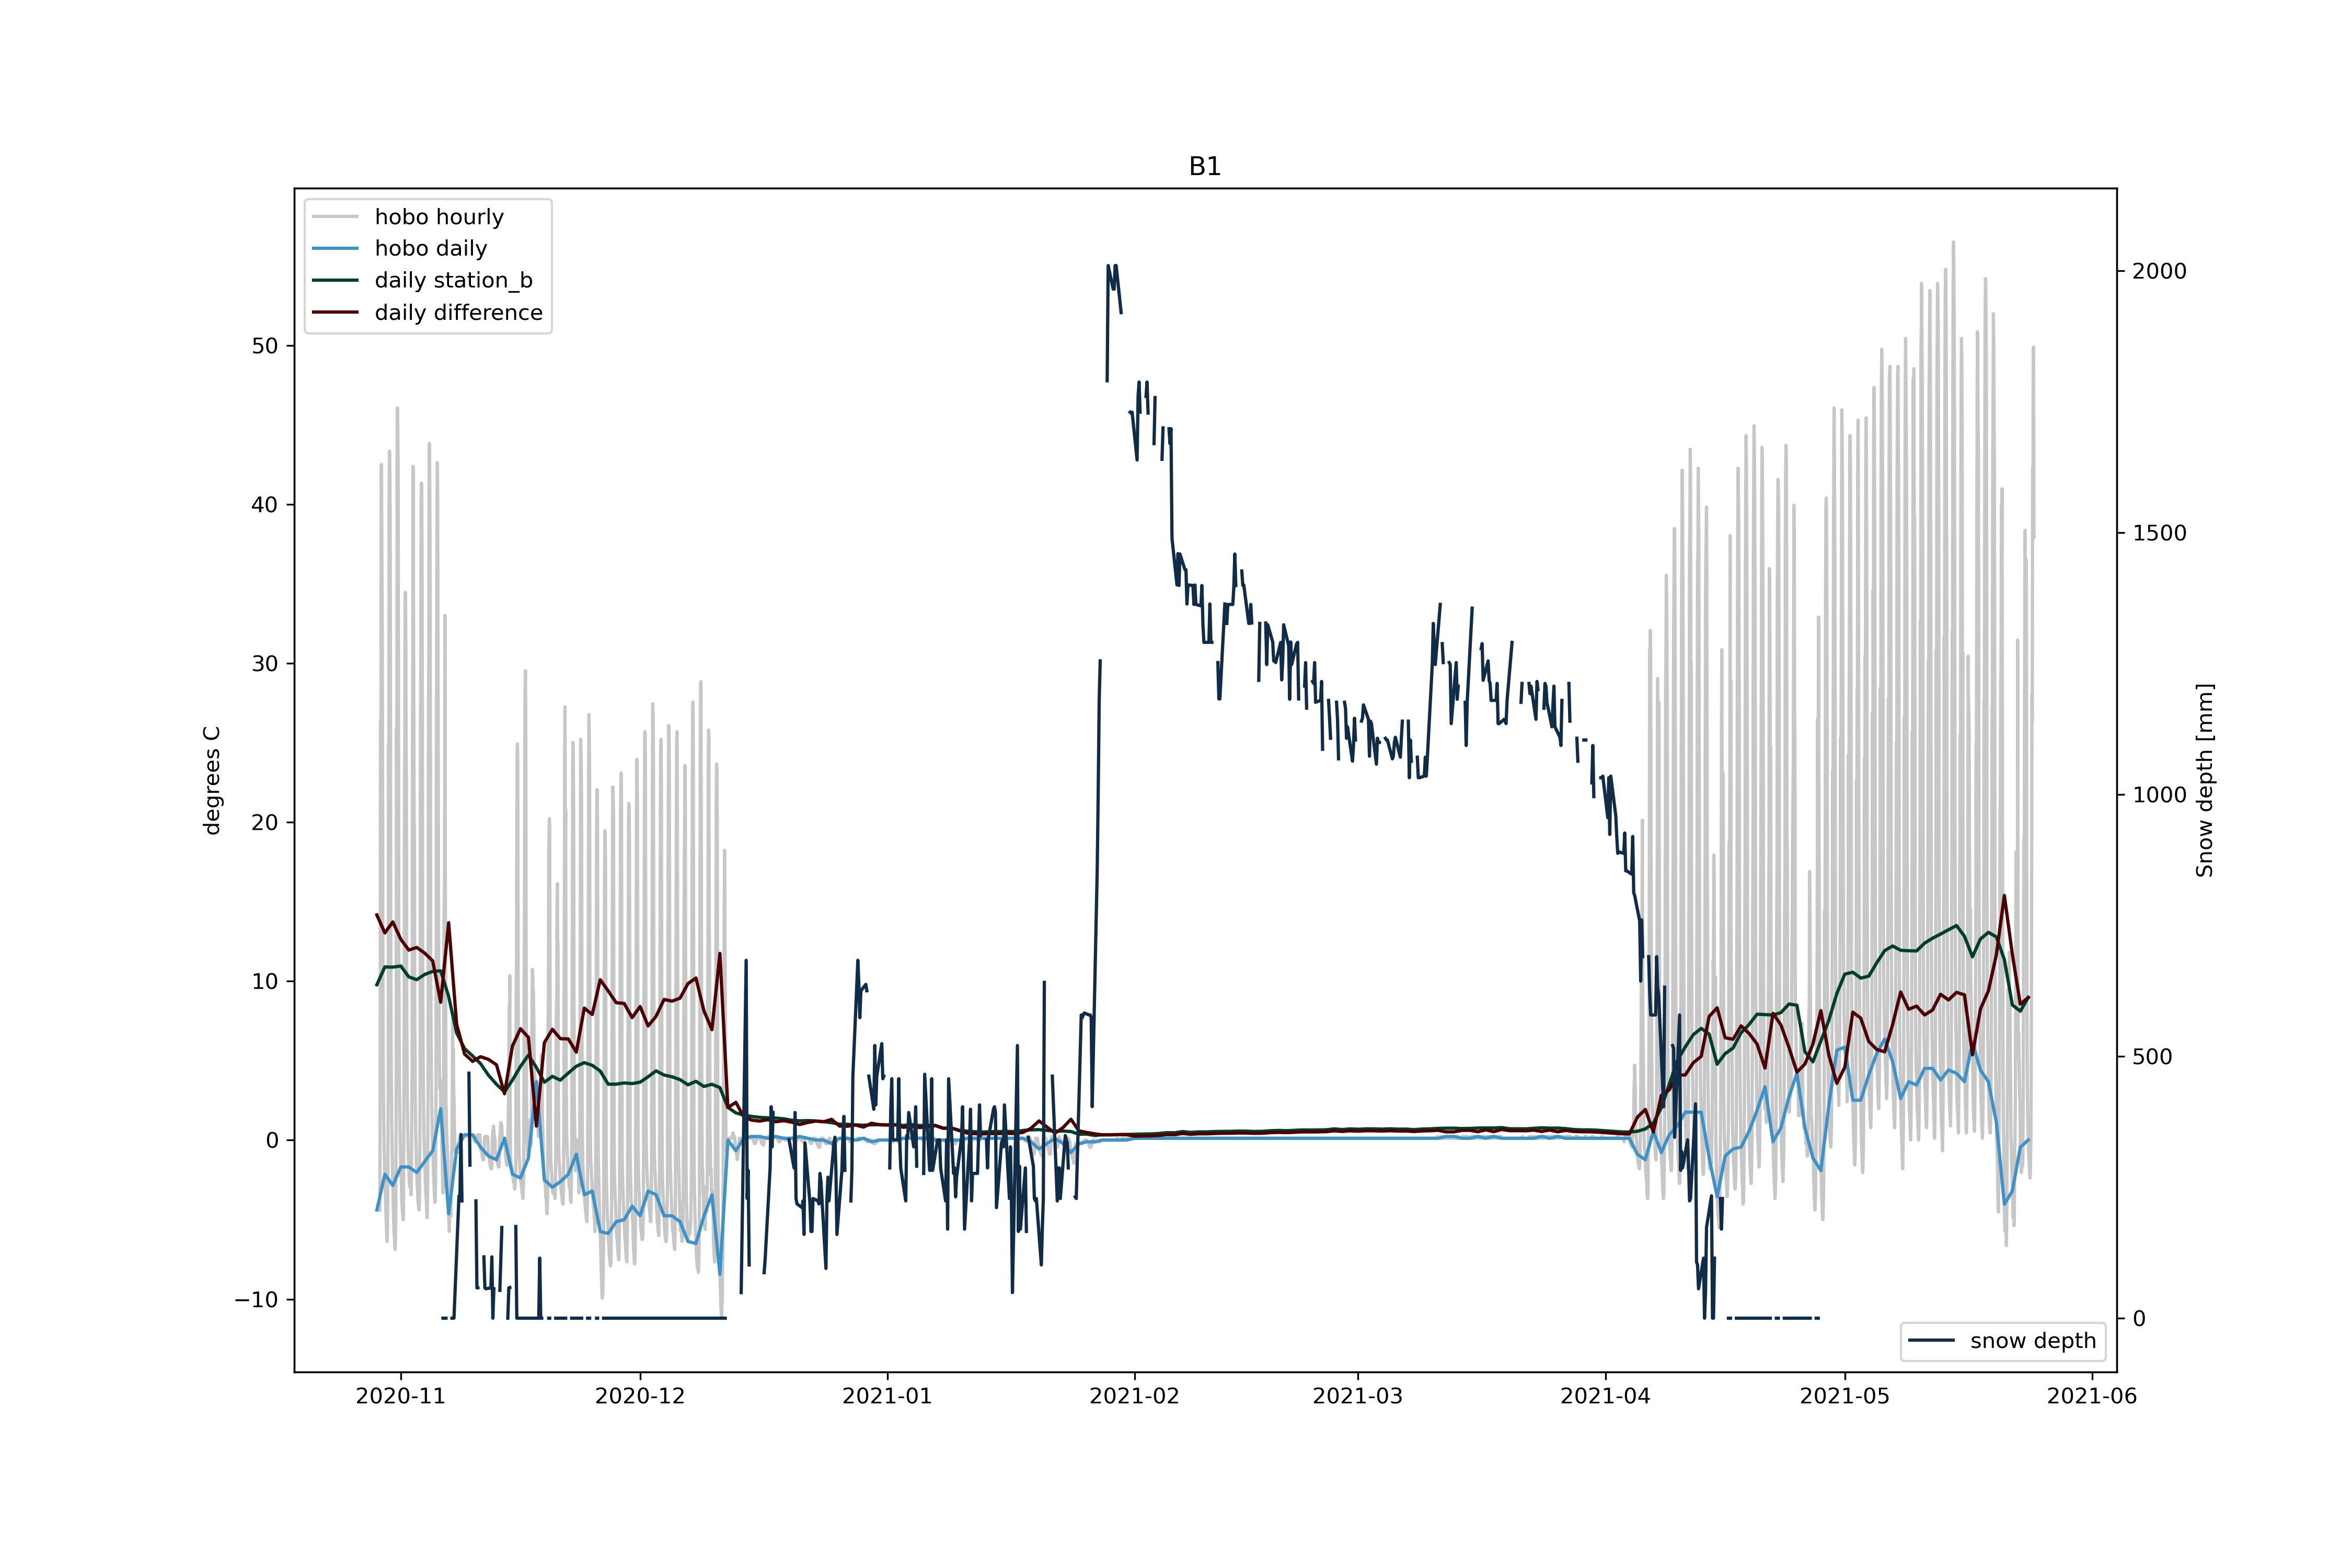 B1
hobo hourly
hobo daily
daily station_b
daily difference
50
40
30
20
10
0
−10
degrees C
2000
1500
1000
500
0
Snow depth [mm]
snow depth
2020-11
2020-12
2021-01
2021-02
2021-03
2021-04
2021-05
2021-06